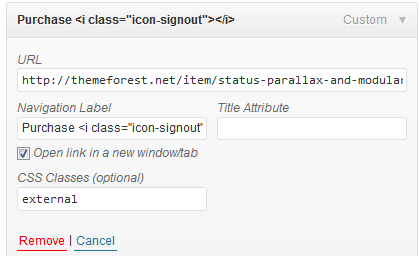 Purchase <i class="icon-signout"></i> Custom
URL
http://themeforest.net/item/status-parallax-and-modular
Navigation Label Title Attribute
Purchase <i class="icon-signout"
Open link in a new window/tab
CSS Classes (optional)
external
Remove | Cancel